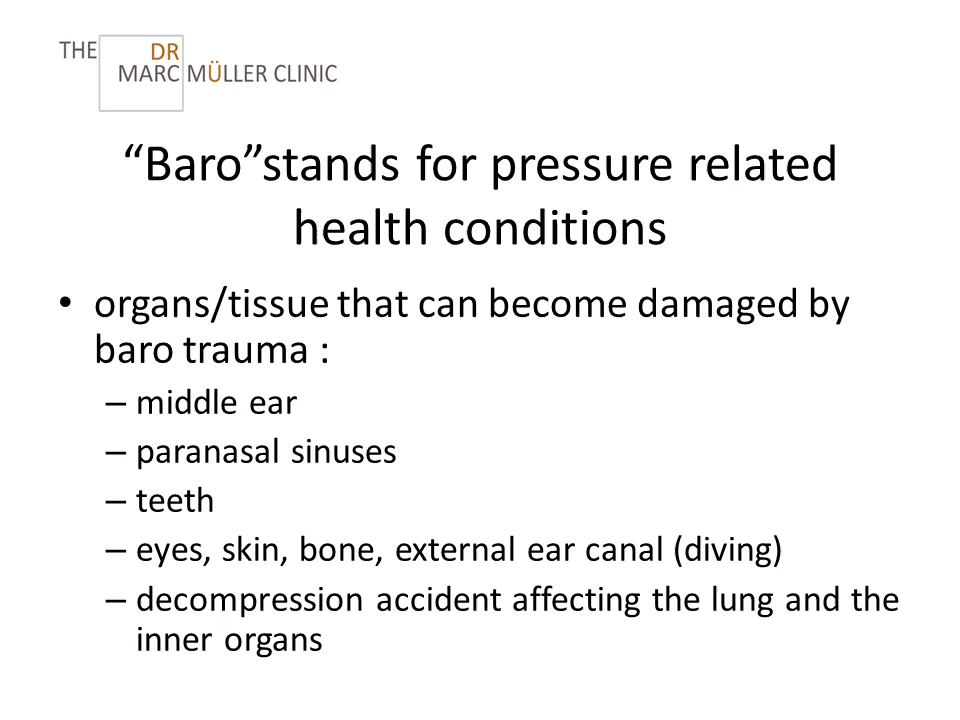 THE DR
MARC MÜLLER CLINIC
“Baro”stands for pressure related
health conditions
• organs/tissue that can become damaged by
baro trauma :
– middle ear
– paranasal sinuses
– teeth
– eyes, skin, bone, external ear canal (diving)
– decompression accident affecting the lung and the
inner organs